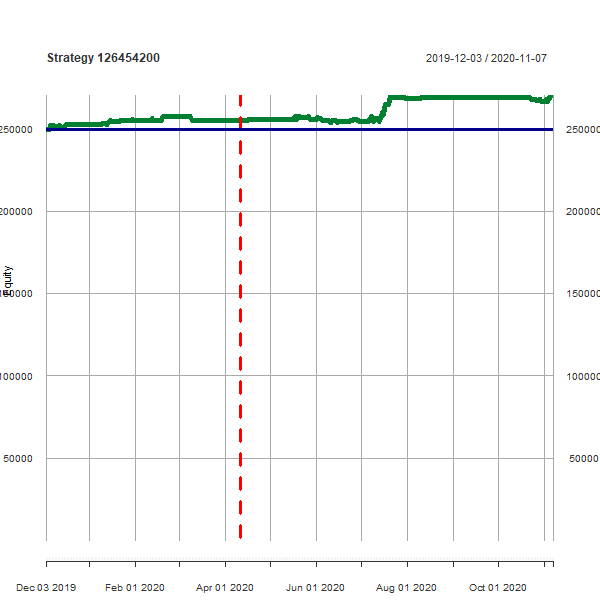 Strategy 126454200
2019-12-03 / 2020-11-07
250000
250000
200000
200000
Equity
150000
150000
100000
100000
50000
50000
Dec 03 2019
Feb 01 2020
Apr 01 2020
Jun 01 2020
Aug 01 2020
Oct 01 2020